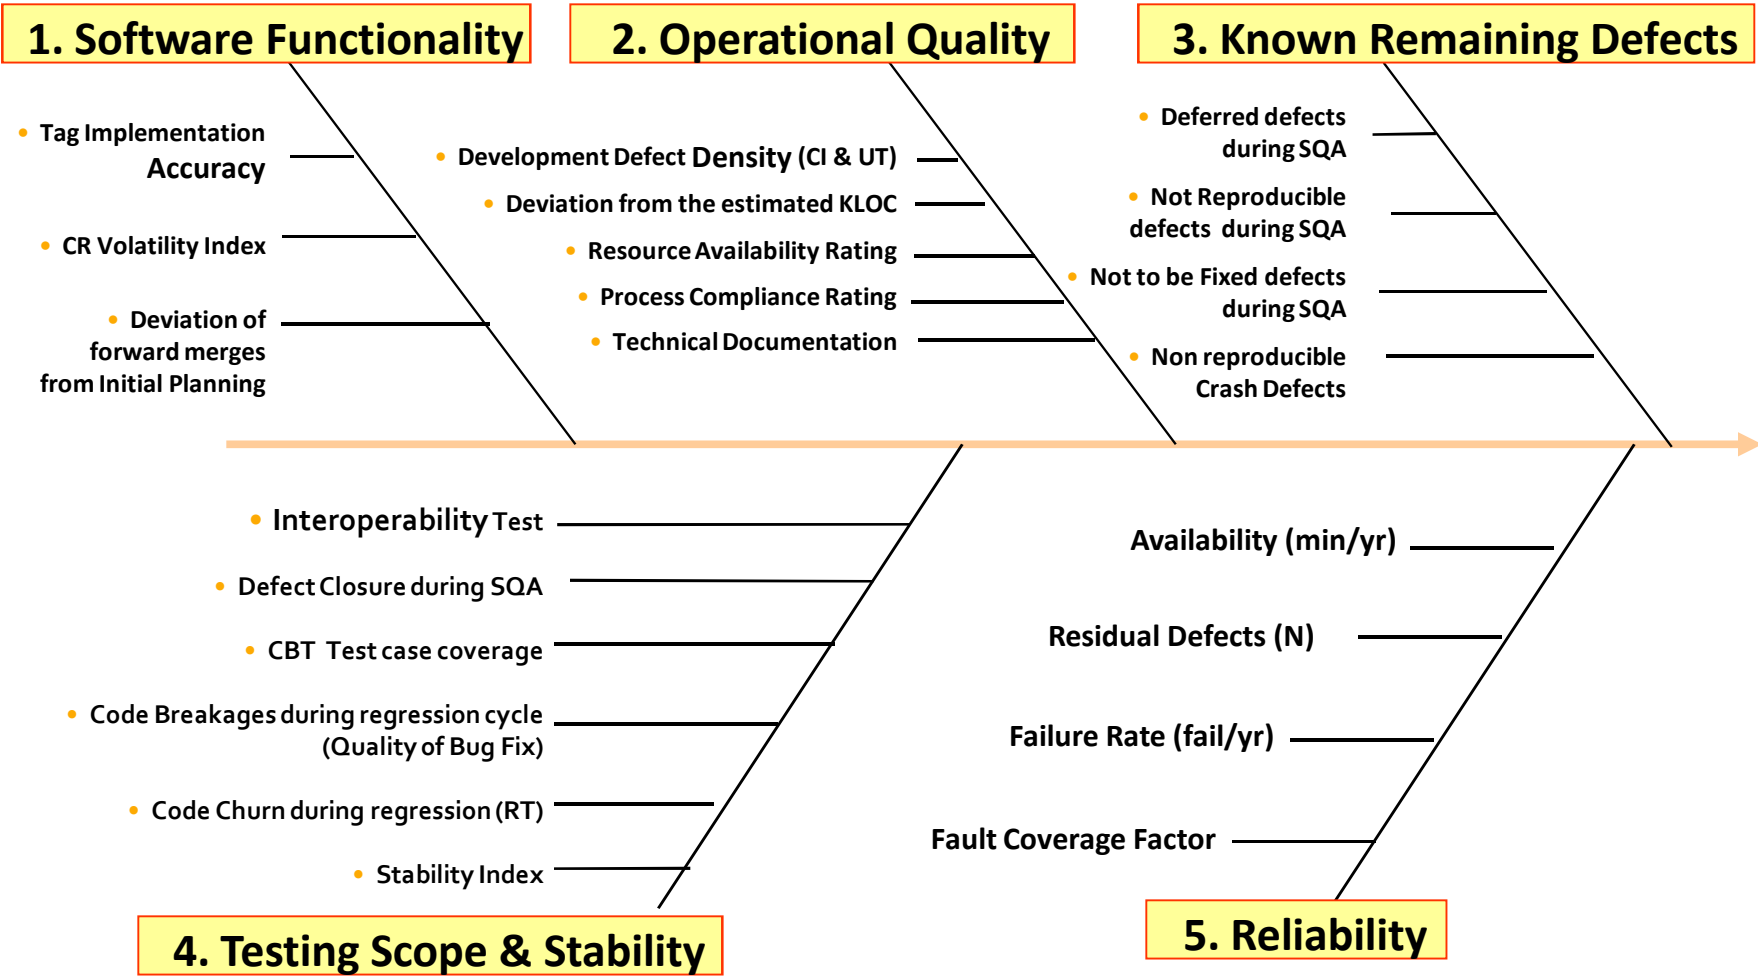 1. Software Functionality
• Tag Implementation
Accuracy
• CR Volatility Index
• Deviation of
forward merges
from Initial Planning
2. Operational Quality
• Development Defect Density (CI & UT)
• Deviation from the estimated KLOC
• Resource Availability Rating
• Process Compliance Rating
• Technical Documentation
3. Known Remaining Defects
• Deferred defects
during SQA
• Not Reproducible
defects during SQA
• Not to be Fixed defects
during SQA
• Non reproducible
Crash Defects
• Interoperability Test
• Defect Closure during SQA
• CBT Test case coverage
• Code Breakages during regression cycle
(Quality of Bug Fix)
• Code Churn during regression (RT)
• Stability Index
4. Testing Scope & Stability
Availability (min/yr)
Residual Defects (N)
Failure Rate (fail/yr)
Fault Coverage Factor
5. Reliability